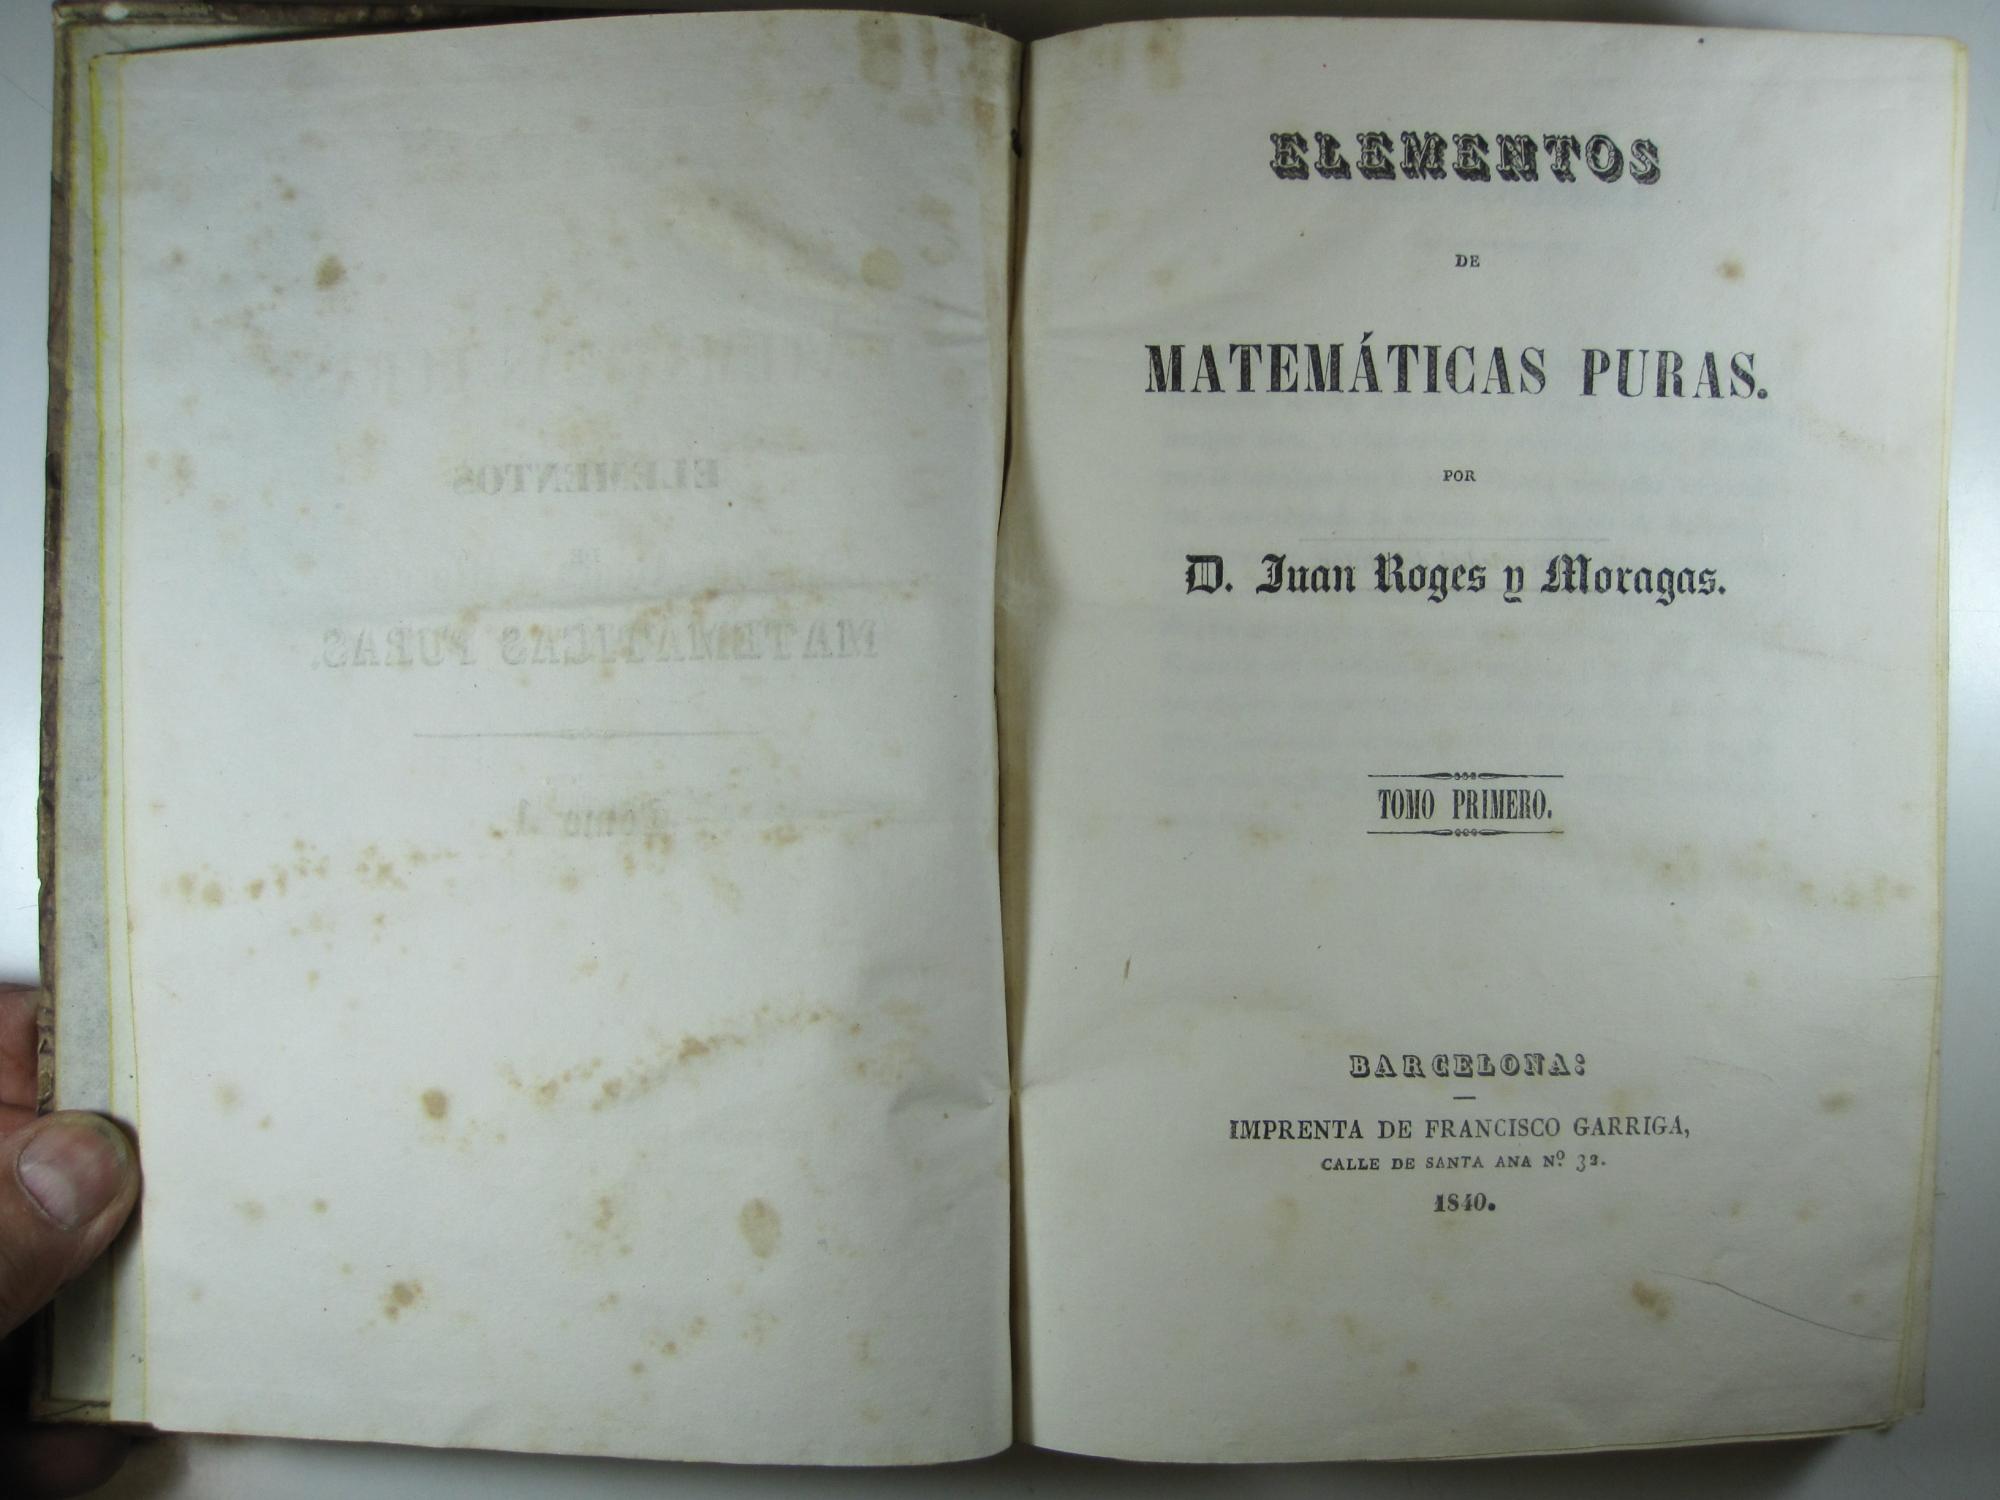 ELEMENTOS
DE
MATEMÁTICAS PURAS.
POR
D. Juan Roges y Moragas.
TOMO PRIMERO.
BARCELONA:
IMPRENTA DE FRANCISCO GARRIGA,
CALLE DE SANTA ANA Nº 32.
1840.